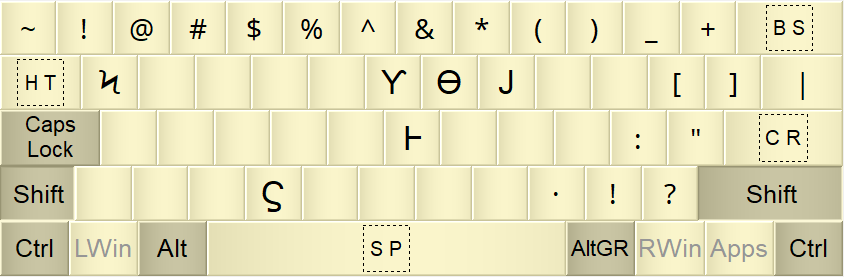 ~ ! @ # $ % ^ & * ( ) _ + BS
HT Ϟ ϒ ϴ Ϳ [ ] |
Caps Lock Ͱ : " CR
Shift Ϛ · ! ? Shift
Ctrl LWin Alt SP AltGR RWin Apps Ctrl